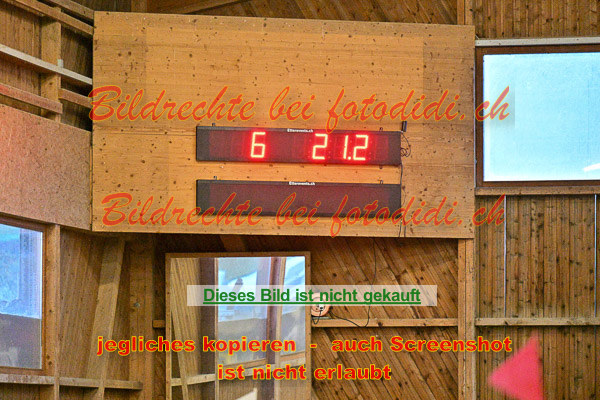 Bildrechte bei fotodidi.ch
6 21.2
Bildrechte bei fotodidi.ch
Dieses Bild ist nicht gekauft
jegliches kopieren - auch Screenshot
ist nicht erlaubt